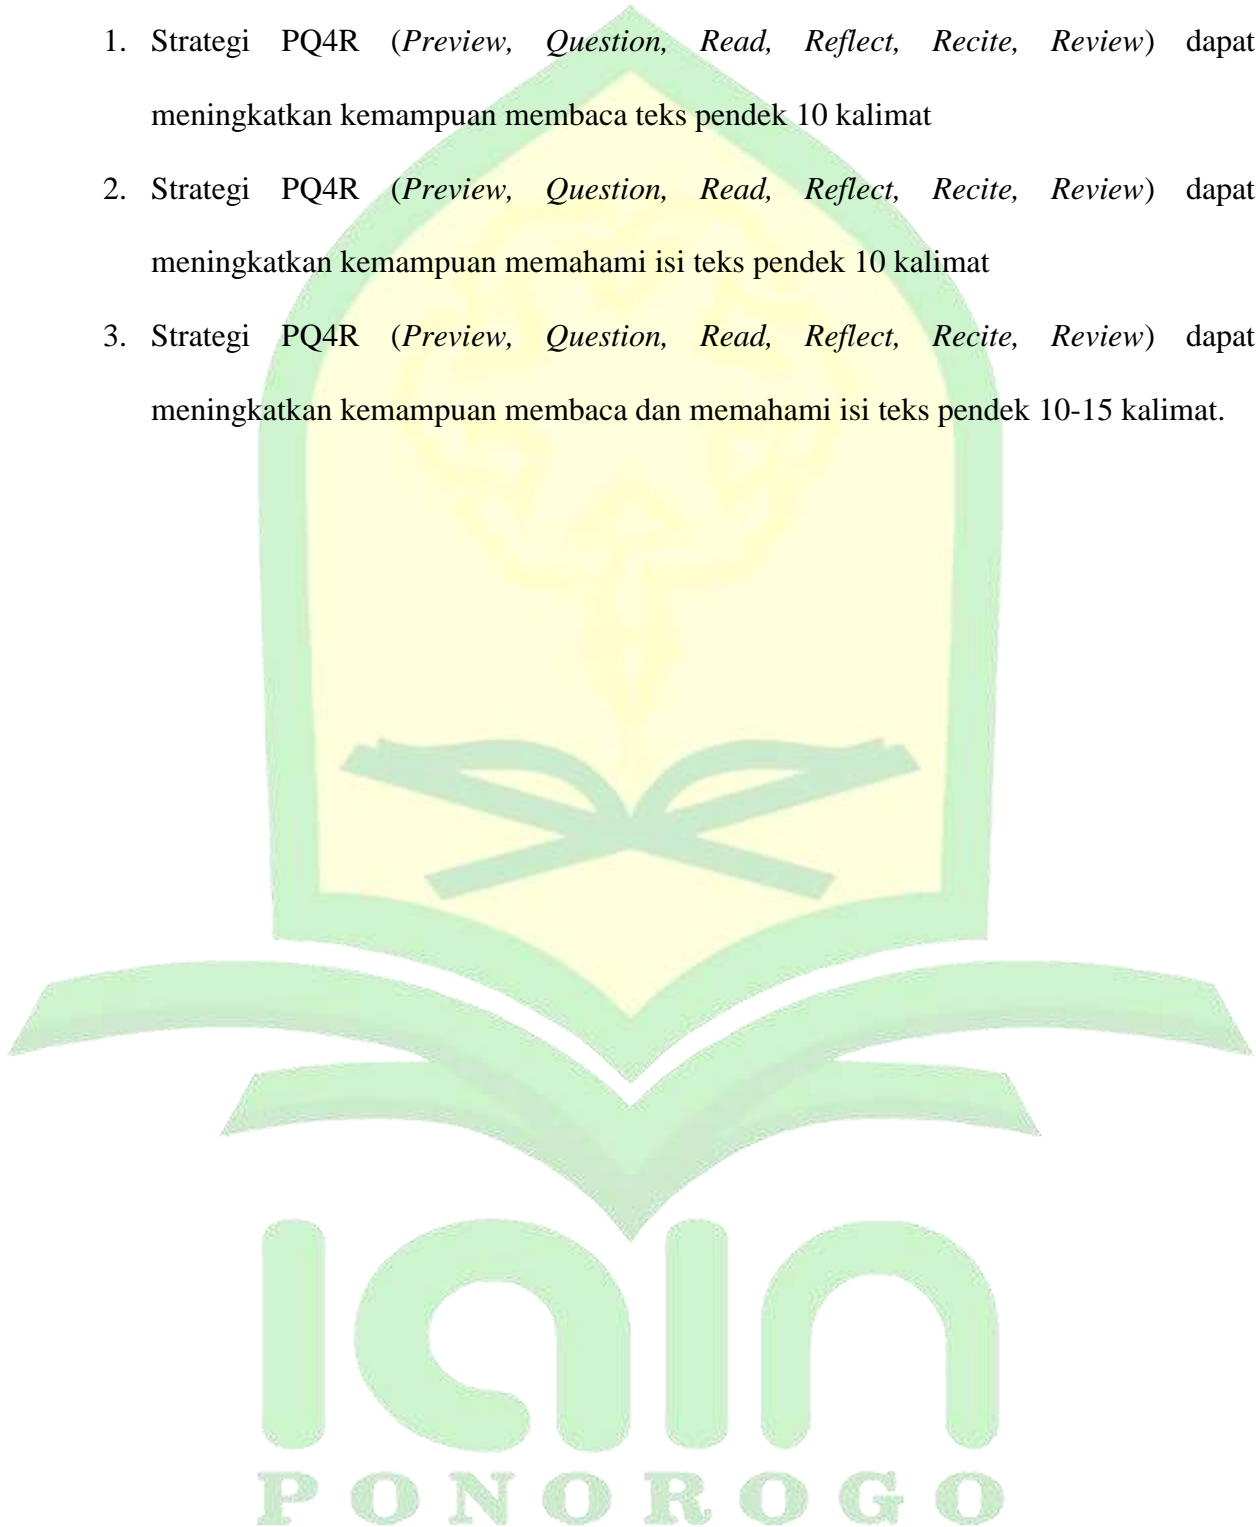 1. Strategi PQ4R (Preview, Question, Read, Reflect, Recite, Review) dapat
meningkatkan kemampuan membaca teks pendek 10 kalimat
2. Strategi PQ4R (Preview, Question, Read, Reflect, Recite, Review) dapat
meningkatkan kemampuan memahami isi teks pendek 10 kalimat
3. Strategi PQ4R (Preview, Question, Read, Reflect, Recite, Review) dapat
meningkatkan kemampuan membaca dan memahami isi teks pendek 10-15 kalimat.
iain
PONOROGO